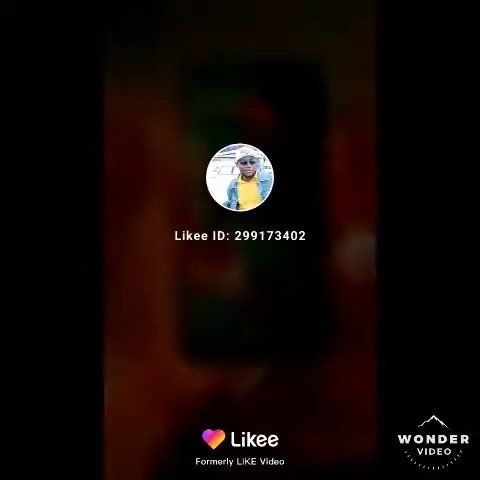 Likee ID: 299173402
Likee
Formerly LIKE Video
WONDER
VIDEO